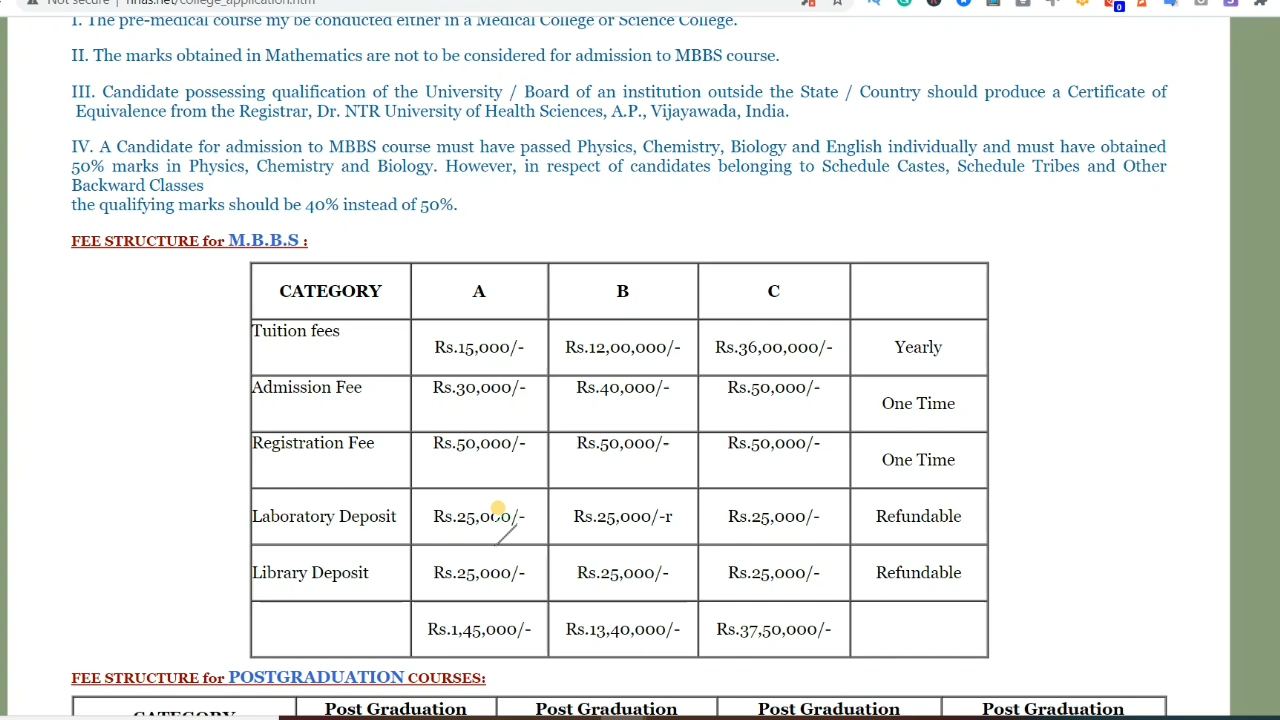 Not secure | nrias.net/college_application.htm
0
I. The pre-medical course my be conducted either in a Medical College or Science College.
II. The marks obtained in Mathematics are not to be considered for admission to MBBS course.
III. Candidate possessing qualification of the University / Board of an institution outside the State / Country should produce a Certificate of
Equivalence from the Registrar, Dr. NTR University of Health Sciences, A.P., Vijayawada, India.
IV. A Candidate for admission to MBBS course must have passed Physics, Chemistry, Biology and English individually and must have obtained
50% marks in Physics, Chemistry and Biology. However, in respect of candidates belonging to Schedule Castes, Schedule Tribes and Other
Backward Classes
the qualifying marks should be 40% instead of 50%.
FEE STRUCTURE for M.B.B.S :
CATEGORY A B C
Tuition fees Rs.15,000/- Rs.12,00,000/- Rs.36,00,000/- Yearly
Admission Fee Rs.30,000/- Rs.40,000/- Rs.50,000/- One Time
Registration Fee Rs.50,000/- Rs.50,000/- Rs.50,000/- One Time
Laboratory Deposit Rs.25,000/- Rs.25,000/-r Rs.25,000/- Refundable
Library Deposit Rs.25,000/- Rs.25,000/- Rs.25,000/- Refundable
Rs.1,45,000/- Rs.13,40,000/- Rs.37,50,000/-
FEE STRUCTURE for POSTGRADUATION COURSES:
CATEGORY Post Graduation Post Graduation Post Graduation Post Graduation